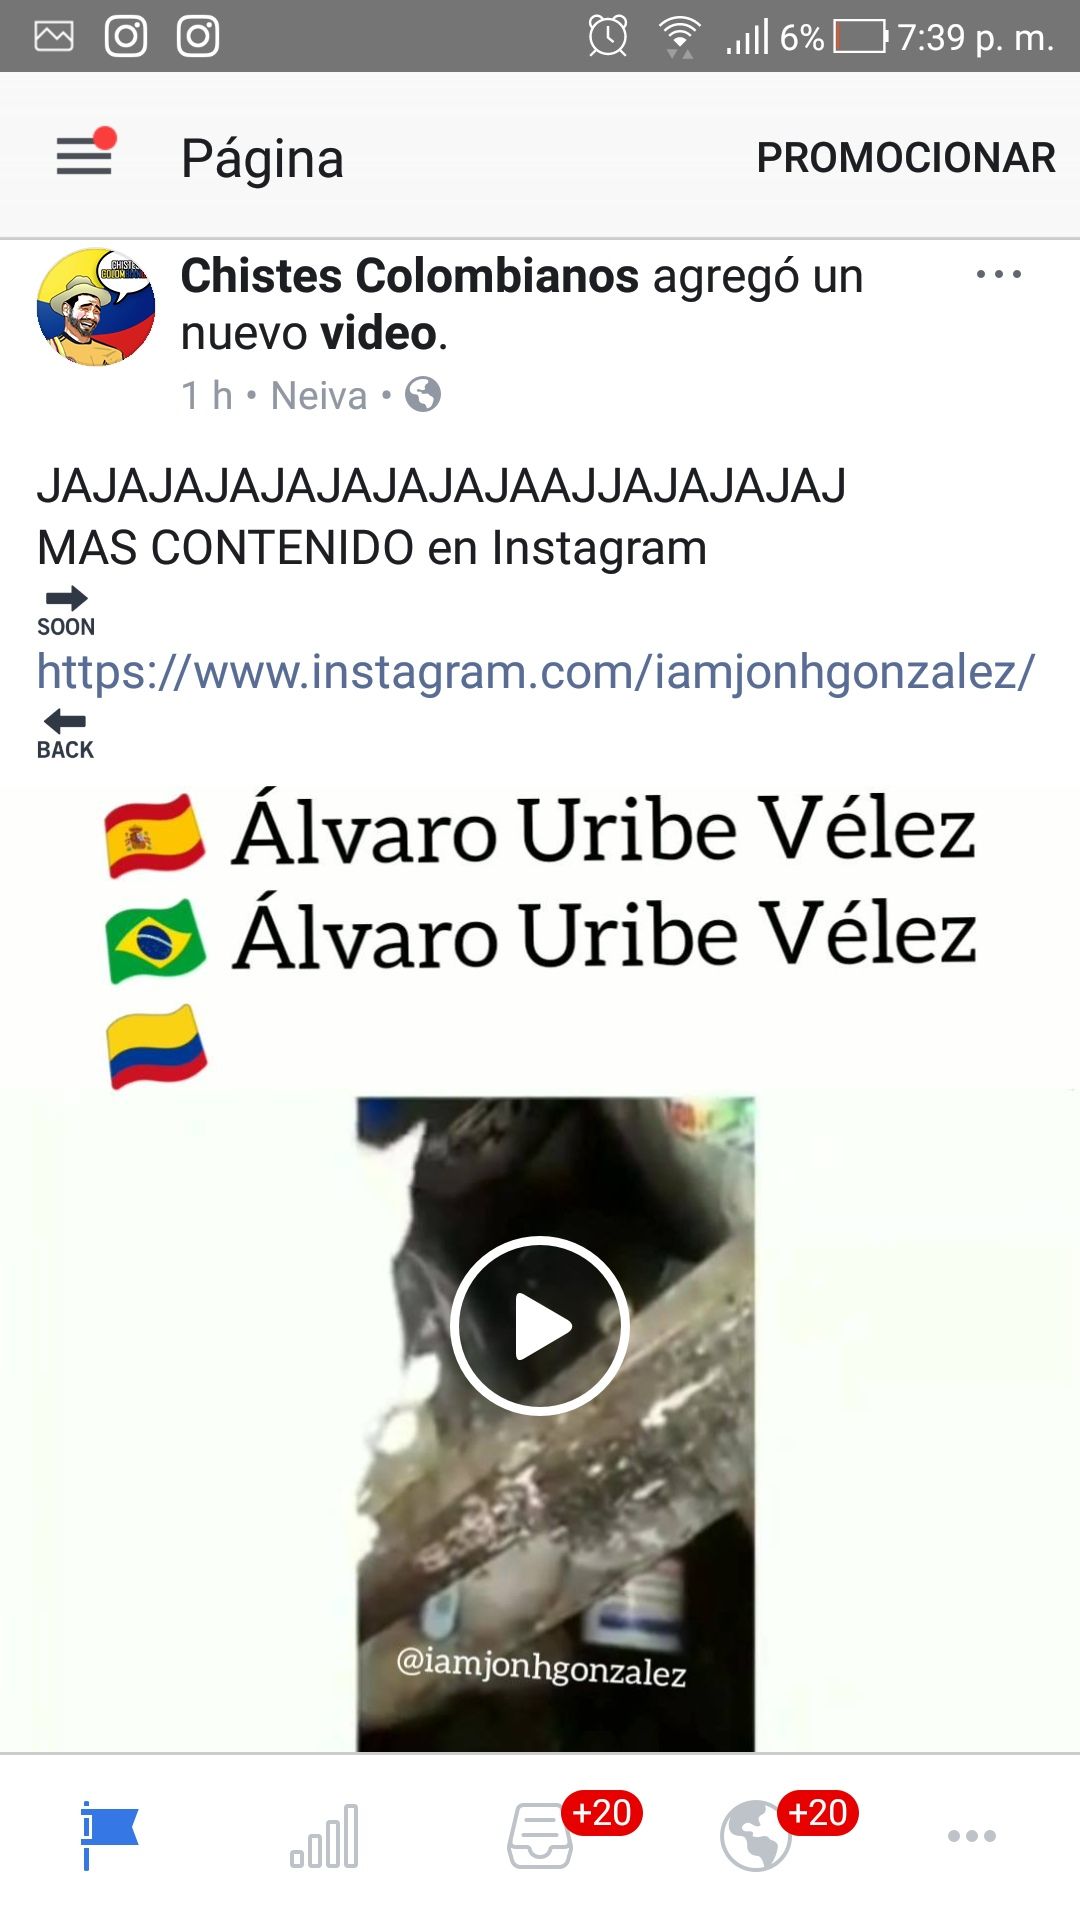 6% 7:39 p. m.
Página PROMOCIONAR
Chistes Colombianos agregó un
nuevo video.
1 h • Neiva •
JAJAJAJAJAJAJAJAJAAJJAJAJAJAJ
MAS CONTENIDO en Instagram
SOON
https://www.instagram.com/iamjonhgonzalez/
BACK
Álvaro Uribe Vélez
Álvaro Uribe Vélez
@iamjonhgonzalez
+20 +20